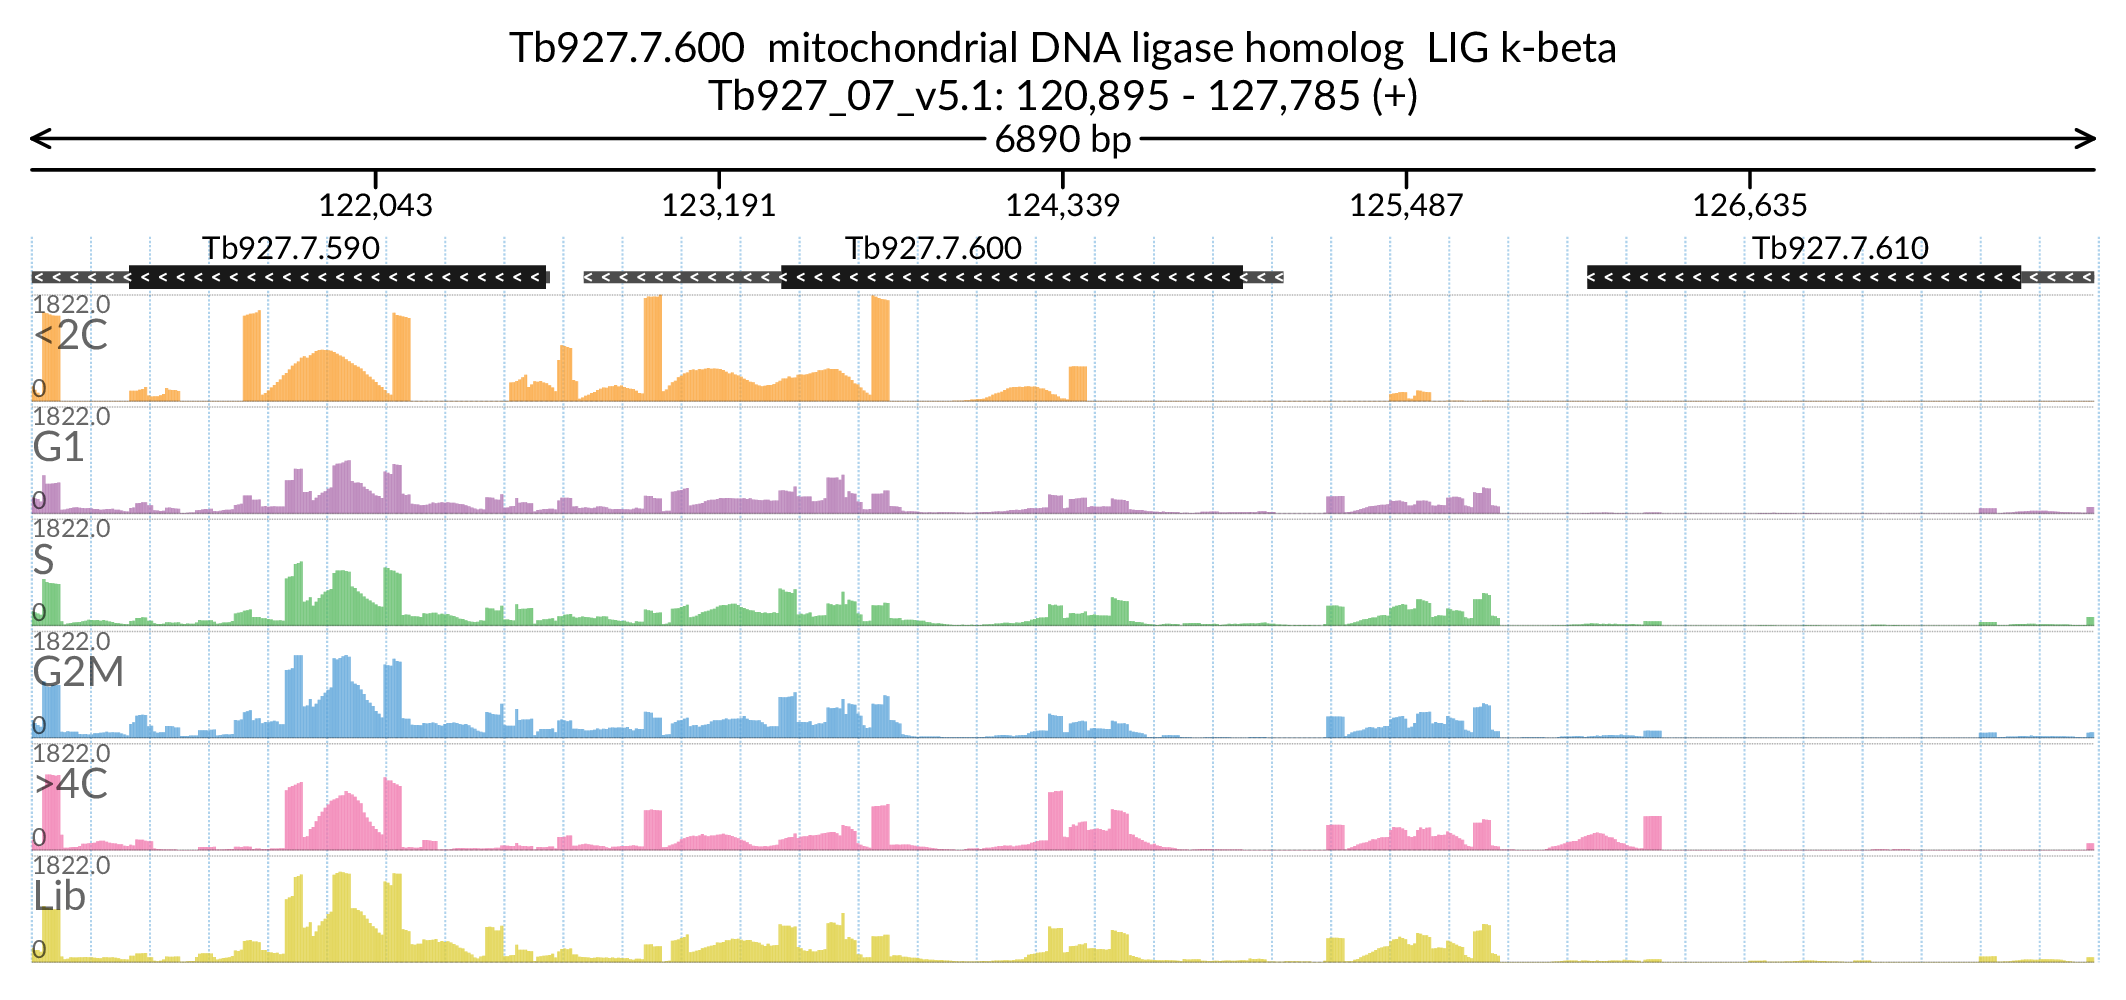 Tb927.7.600  mitochondrial DNA ligase homolog  LIG k-beta
Tb927_07_v5.1: 120,895 - 127,785 (+)
6890 bp
122,043 123,191 124,339 125,487 126,635
Tb927.7.590 Tb927.7.600 Tb927.7.610
1822.0
<2C
0
1822.0
G1
0
1822.0
S
0
1822.0
G2M
0
1822.0
>4C
0
1822.0
Lib
0